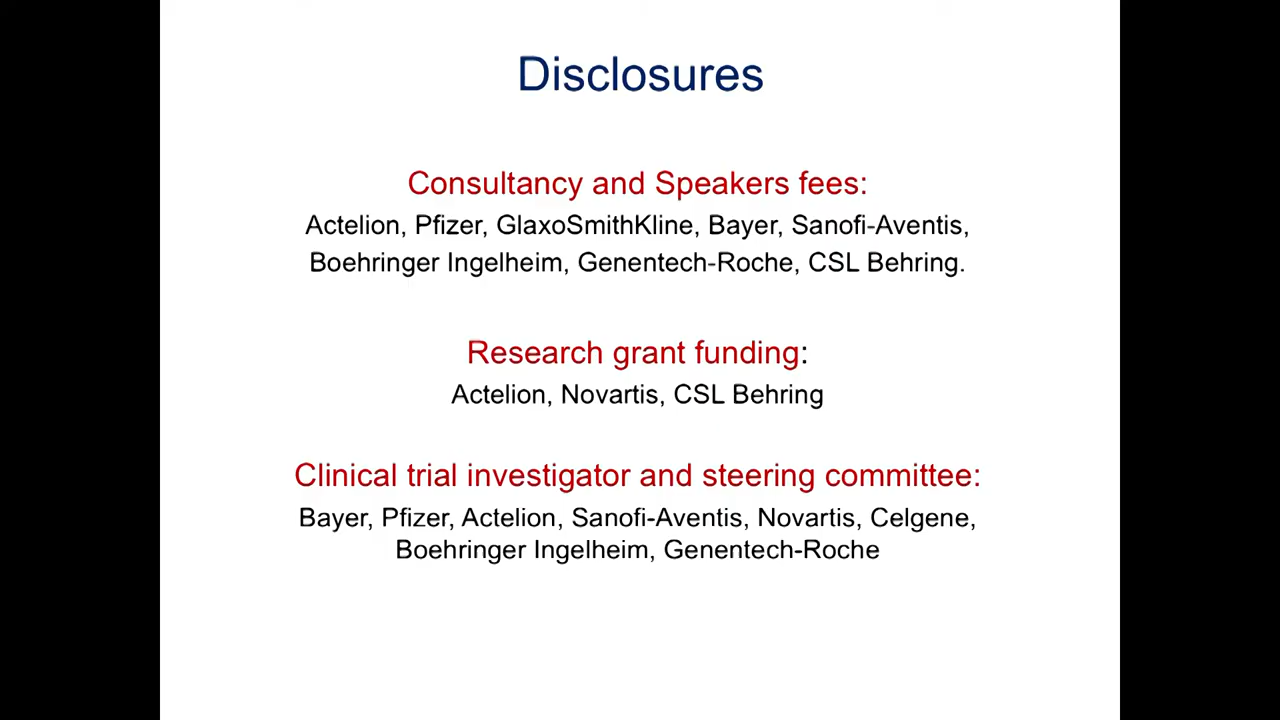 Disclosures
Consultancy and Speakers fees:
Actelion, Pfizer, GlaxoSmithKline, Bayer, Sanofi-Aventis,
Boehringer Ingelheim, Genentech-Roche, CSL Behring.
Research grant funding:
Actelion, Novartis, CSL Behring
Clinical trial investigator and steering committee:
Bayer, Pfizer, Actelion, Sanofi-Aventis, Novartis, Celgene,
Boehringer Ingelheim, Genentech-Roche